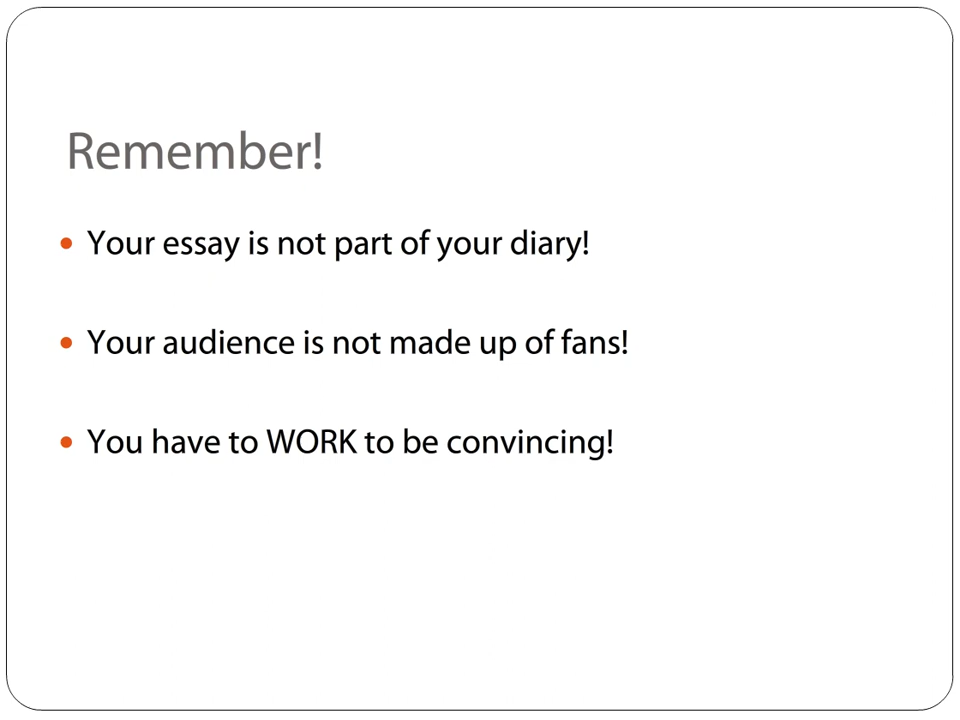 Remember!
Your essay is not part of your diary!
Your audience is not made up of fans!
You have to WORK to be convincing!